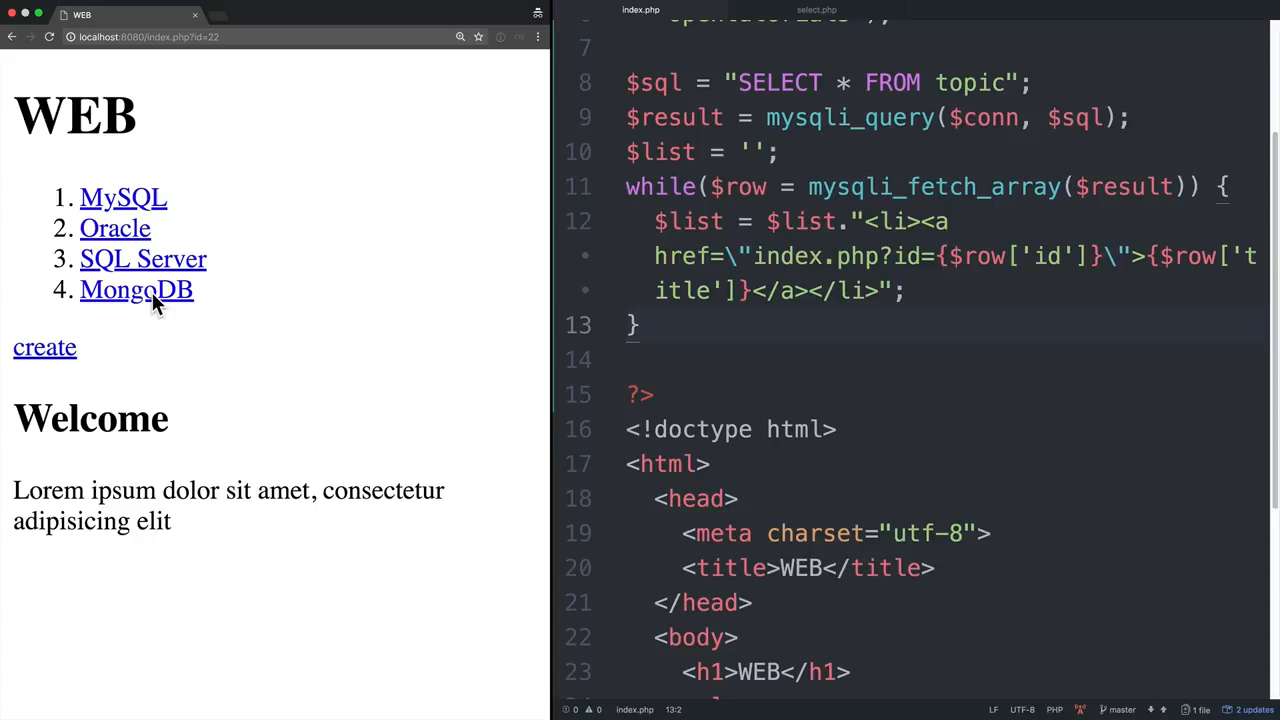 WEB
localhost:8080/index.php?id=22
WEB
1. MySQL
2. Oracle
3. SQL Server
4. MongoDB
create
Welcome
Lorem ipsum dolor sit amet, consectetur
adipisicing elit
index.php
select.php
7
8 $sql = "SELECT * FROM topic";
9 $result = mysqli_query($conn, $sql);
10 $list = '';
11 while($row = mysqli_fetch_array($result)) {
12 $list = $list."<li><a
href=\"index.php?id={$row['id']}\">{$row['t
itle']}</a></li>";
13 }
14
15 ?>
16 <!doctype html>
17 <html>
18 <head>
19 <meta charset="utf-8">
20 <title>WEB</title>
21 </head>
22 <body>
23 <h1>WEB</h1>
0 0 index.php 13:2
LF UTF-8 PHP master 1 file 2 updates